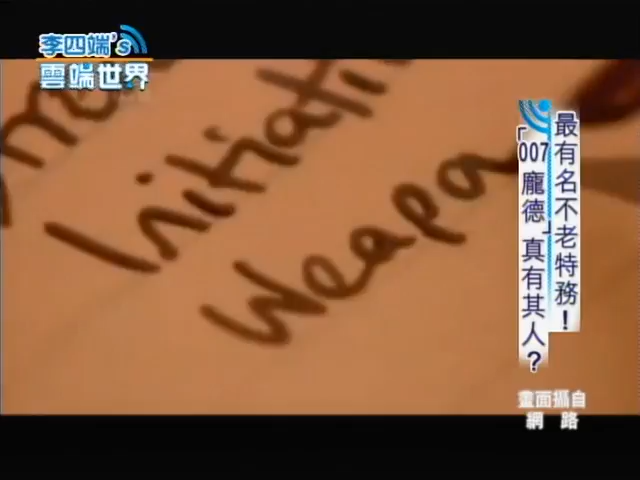 李四端's
雲端世界
Initiati
Weapo
最有名不老特務！
「007龐德」真有其人？
畫面攝自
網路